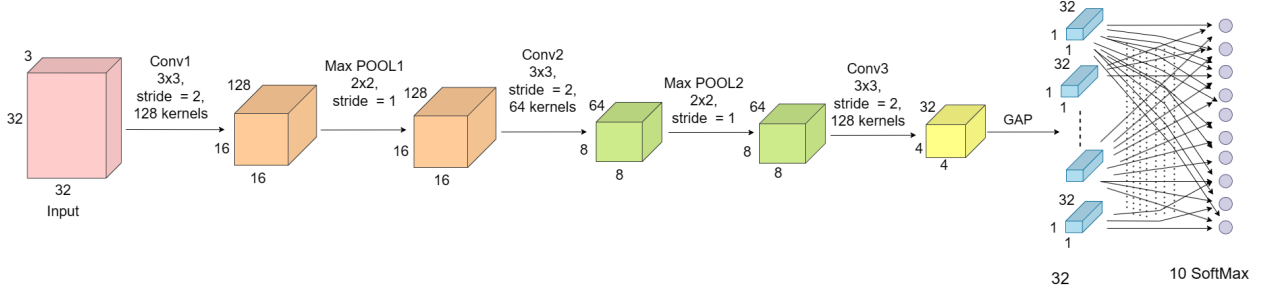 3
32
32
Input
Conv1
3x3,
stride = 2,
128 kernels
128
16
16
Max POOL1
2x2,
stride = 1
128
16
16
Conv2
3x3,
stride = 2,
64 kernels
64
8
8
Max POOL2
2x2,
stride = 1
64
8
8
Conv3
3x3,
stride = 2,
128 kernels
32
4
4
GAP
32
1
1
32
1
1
32
1
1
32
10 SoftMax